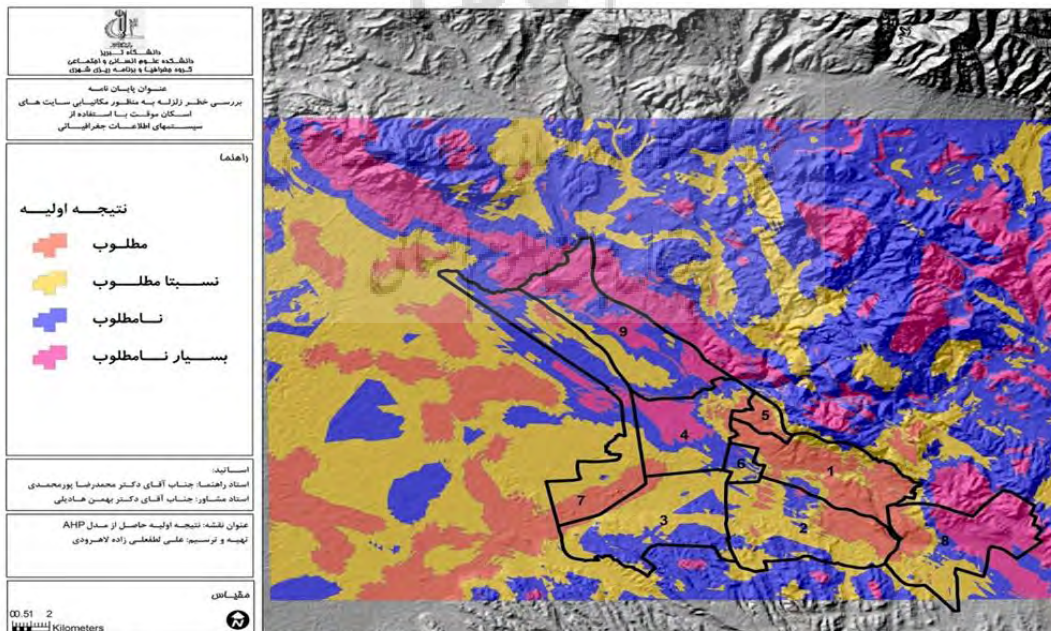 دانشگاه تبریز
دانشکده علوم انسانی و اجتماعی
گروه جغرافیا و برنامه ریزی شهری
عنوان پایان نامه
بررسی خطر زلزله به منظور مکانیابی سایت های
اسکان موقت با استفاده از
سیستمهای اطلاعات جغرافیائی
راهنما
نتیجه اولیه
مطلوب
نسبتا مطلوب
نامطلوب
بسیار نامطلوب
اساتید:
استاد راهنما: جناب آقای دکتر محمدرضا پورمحمدی
استاد مشاور: جناب آقای دکتر بهمن هادیلی
عنوان نقشه: نتیجه اولیه حاصل از مدل AHP
تهیه و ترسیم: علی لطفعلی زاده لاهرودی
مقیاس
00.51 2
Kilometers
N
9
5
4
1
6
7
3
2
8